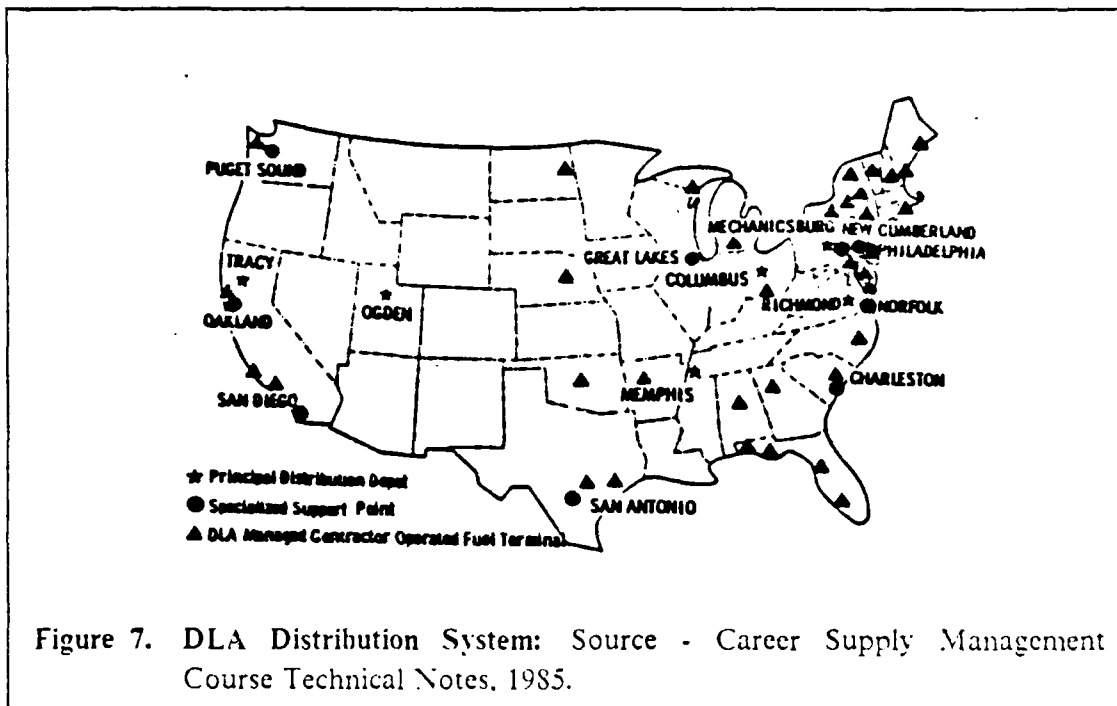 PUGET SOUND
MECHANICSBURG NEW CUMBERLAND
GREAT LAKES
PHILADELPHIA
TRACY
COLUMBUS
OAKLAND
OGDEN
RICHMOND
NORFOLK
MEMPHIS
CHARLESTON
SAN DIEGO
★ Principal Distribution Depot
● Specialized Support Point
SAN ANTONIO
▲ DLA Managed Contractor Operated Fuel Terminal
Figure 7. DLA Distribution System: Source - Career Supply Management
Course Technical Notes, 1985.